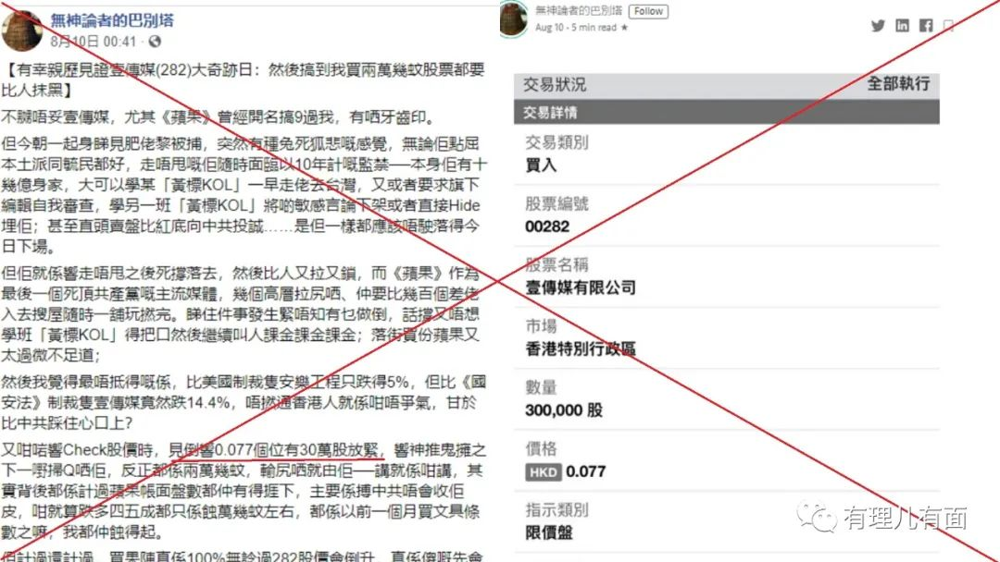 無神論者的巴別塔
8月10日 00:41 ·
【有幸親歷見證壹傳媒(282)大奇跡日：然後搞到我買兩萬幾蚊股票都要
比人抹黑】
不嬲唔妥壹傳媒，尤其《蘋果》曾經開名搞9過我，有哂牙齒印。
但今朝一起身睇見肥佬黎被捕，突然有種兔死狐悲嘅感覺，無論佢點屈
本土派同毓民都好，走唔甩嘅佢隨時面臨以10年計嘅監禁──本身佢有十
幾億身家，大可以學某「黃標KOL」一早走佬去台灣，又或者要求旗下
編輯自我審查，學另一班「黃標KOL」將啲敏感言論下架或者直接Hide
埋佢；甚至直頭賣盤比紅底向中共投誠……是但一樣都應該唔駛落得今
日下場。
但佢就係響走唔甩之後死撐落去，然後比人又拉又鎖，而《蘋果》作為
最後一個死頂共產黨嘅主流媒體，幾個高層拉尻哂、仲要比幾百個差佬
入去搜屋隨時一舖玩撚完。睇住件事發生緊唔知有乜做倒，話撐又唔想
學班「黃標KOL」得把口然後繼續叫人課金課金課金；落街買份蘋果又
太過微不足道；
然後我覺得最唔抵得嘅係，比美國制裁隻安樂工程只跌得5%，但比《國
安法》制裁隻壹傳媒竟然跌14.4%，唔撚通香港人就係咁唔爭氣，甘於
比中共踩住心口上？
又咁啱響Check股價時，見倒響0.077個位有30萬股放緊，響神推鬼擁之
下一嘢掃Q哂佢，反正都係兩萬幾蚊，輸尻哂就由佢──講就係咁講，其
實背後都係計過蘋果帳面盤數都仲有得捱下，主要係搏中共唔會收佢
皮，咁就算跌多四五成都只係蝕萬幾蚊左右，都係以前一個月買文具條
數之嘛，我都仲蝕得起。
但計過還計過，買果陣真係100%無諗過282股價會倒升，真係傻嘅先會
無神論者的巴別塔 Follow
Aug 10 · 5 min read ★
交易狀況 全部執行
交易詳情
交易類別
買入
股票編號
00282
股票名稱
壹傳媒有限公司
市場
香港特別行政區
數量
300,000 股
價格
HKD 0.077
指示類別
限價盤
有理儿有面